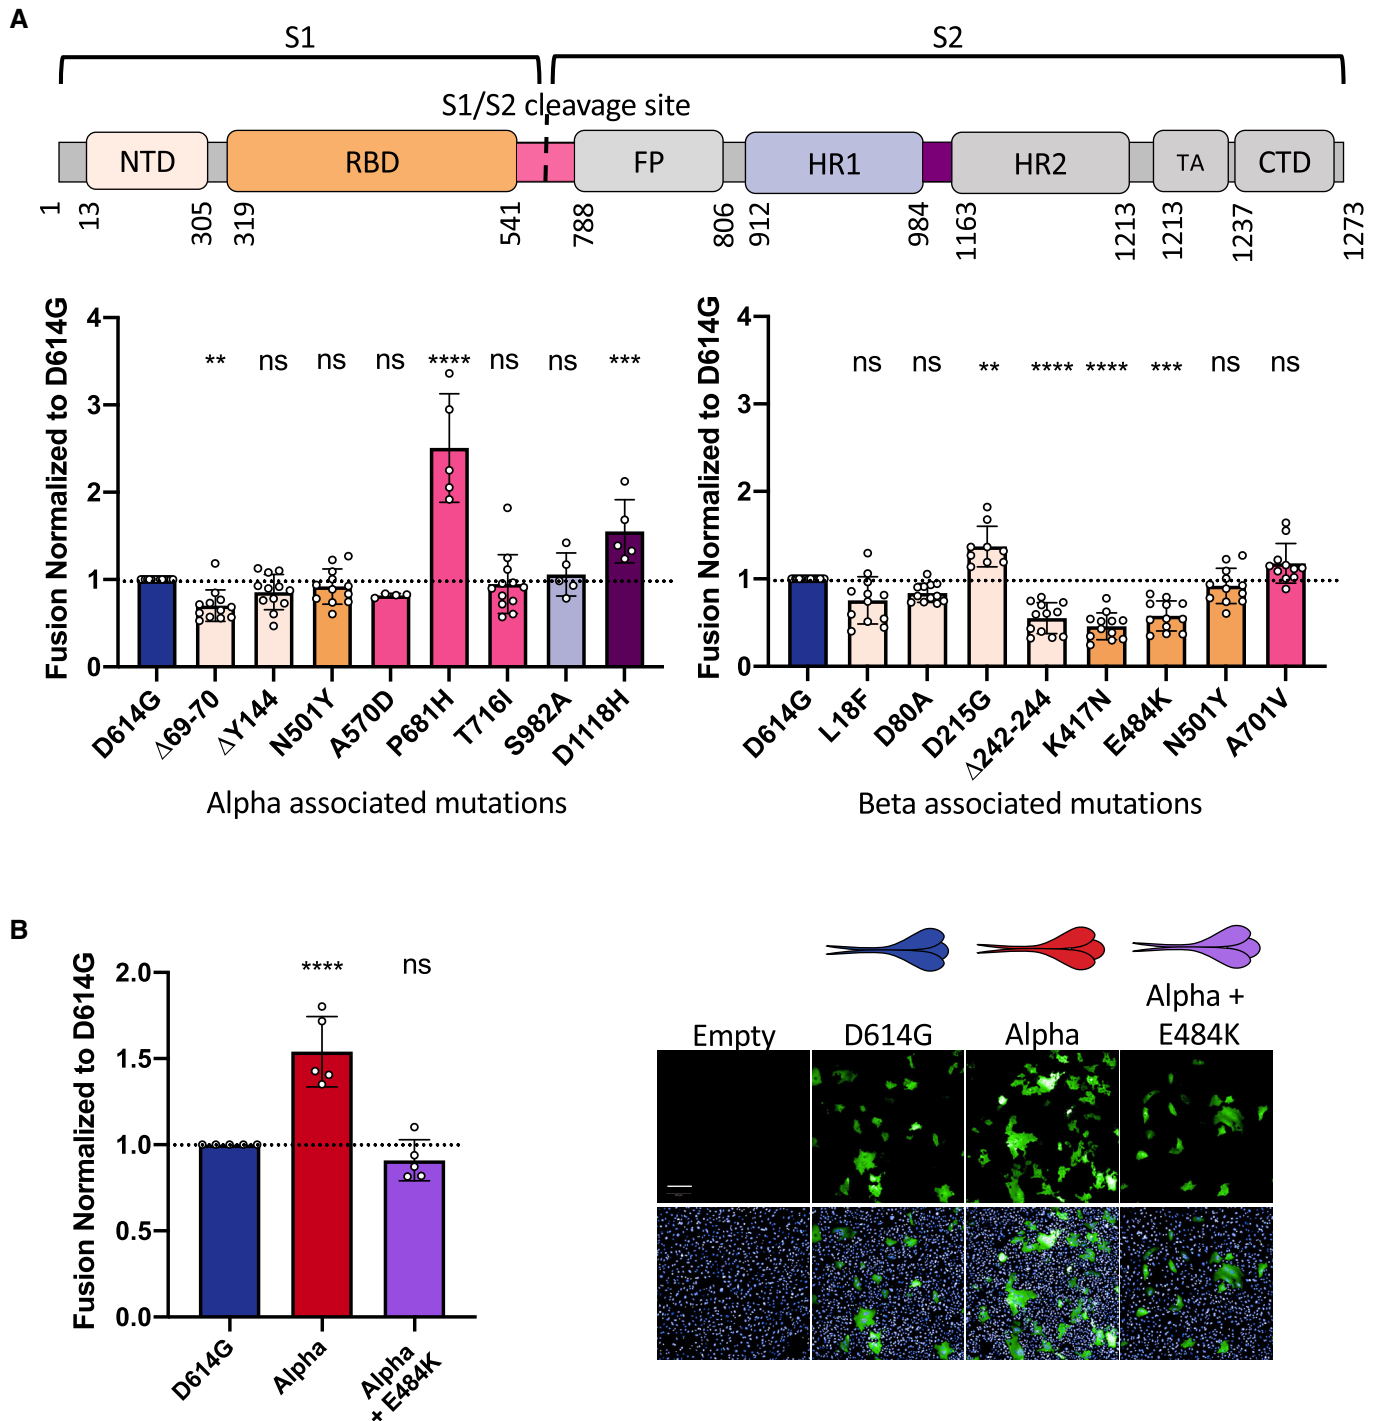 A
S1
S2
S1/S2 cleavage site
NTD
RBD
FP
HR1
HR2
TA
CTD
1
13
305
319
541
788
806
912
984
1163
1213
1213
1237
1273
Fusion Normalized to D614G
4
3
2
1
0
** ns ns ns **** ns ns ***
D614G
Δ69-70
ΔY144
N501Y
A570D
P681H
T716I
S982A
D1118H
Alpha associated mutations
Fusion Normalized to D614G
4
3
2
1
0
ns ns ** **** **** *** ns ns
D614G
L18F
D80A
D215G
Δ242-244
K417N
E484K
N501Y
A701V
Beta associated mutations
B
Fusion Normalized to D614G
2.0
1.5
1.0
0.5
0.0
**** ns
D614G
Alpha
Alpha
+ E484K
Empty
D614G
Alpha
Alpha +
E484K